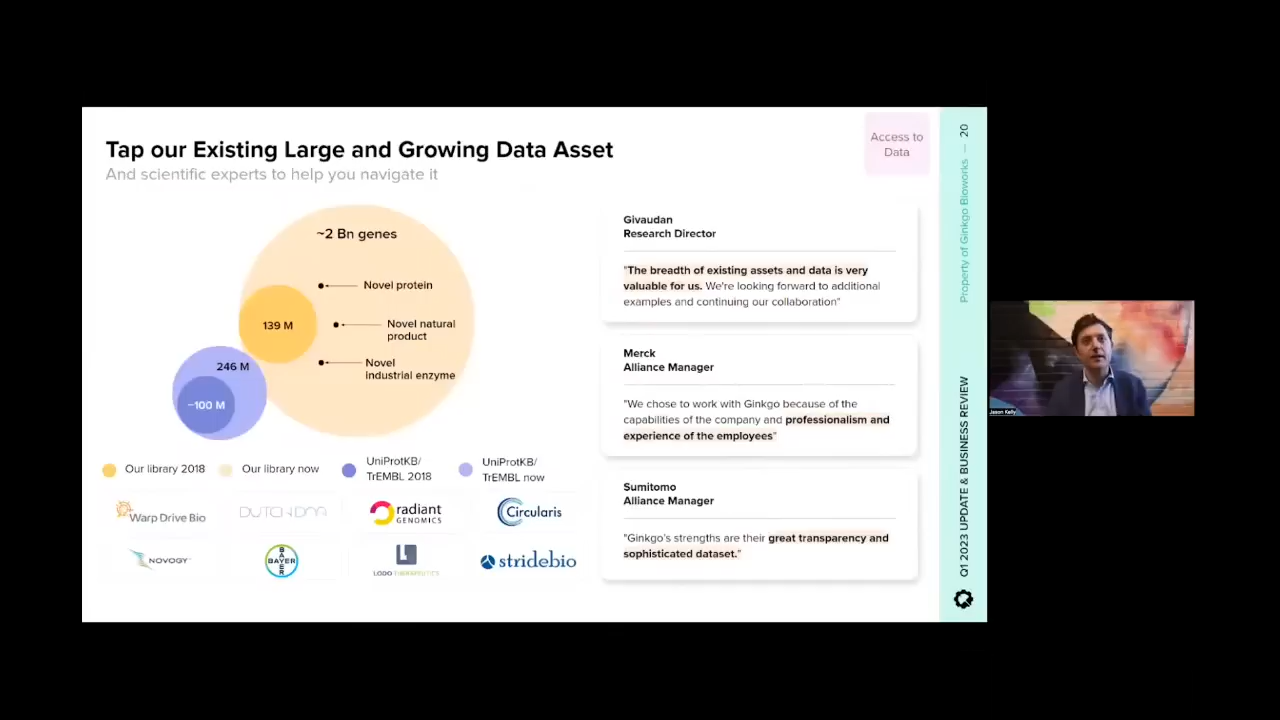 Tap our Existing Large and Growing Data Asset
And scientific experts to help you navigate it
Access to
Data
~2 Bn genes
Novel protein
139 M
Novel natural
product
Novel
industrial enzyme
246 M
~100 M
Our library 2018
Our library now
UniProtKB/
TrEMBL 2018
UniProtKB/
TrEMBL now
Warp Drive Bio
DUTCH DNA
radiant
GENOMICS
Circularis
NOVOGY
BAYER
BAYER
LODO THERAPEUTICS
stridebio
Givaudan
Research Director
"The breadth of existing assets and data is very
valuable for us. We're looking forward to additional
examples and continuing our collaboration"
Merck
Alliance Manager
"We chose to work with Ginkgo because of the
capabilities of the company and professionalism and
experience of the employees"
Sumitomo
Alliance Manager
"Ginkgo's strengths are their great transparency and
sophisticated dataset."
Property of Ginkgo Bioworks — 20
Q1 2023 UPDATE & BUSINESS REVIEW
Jason Kelly